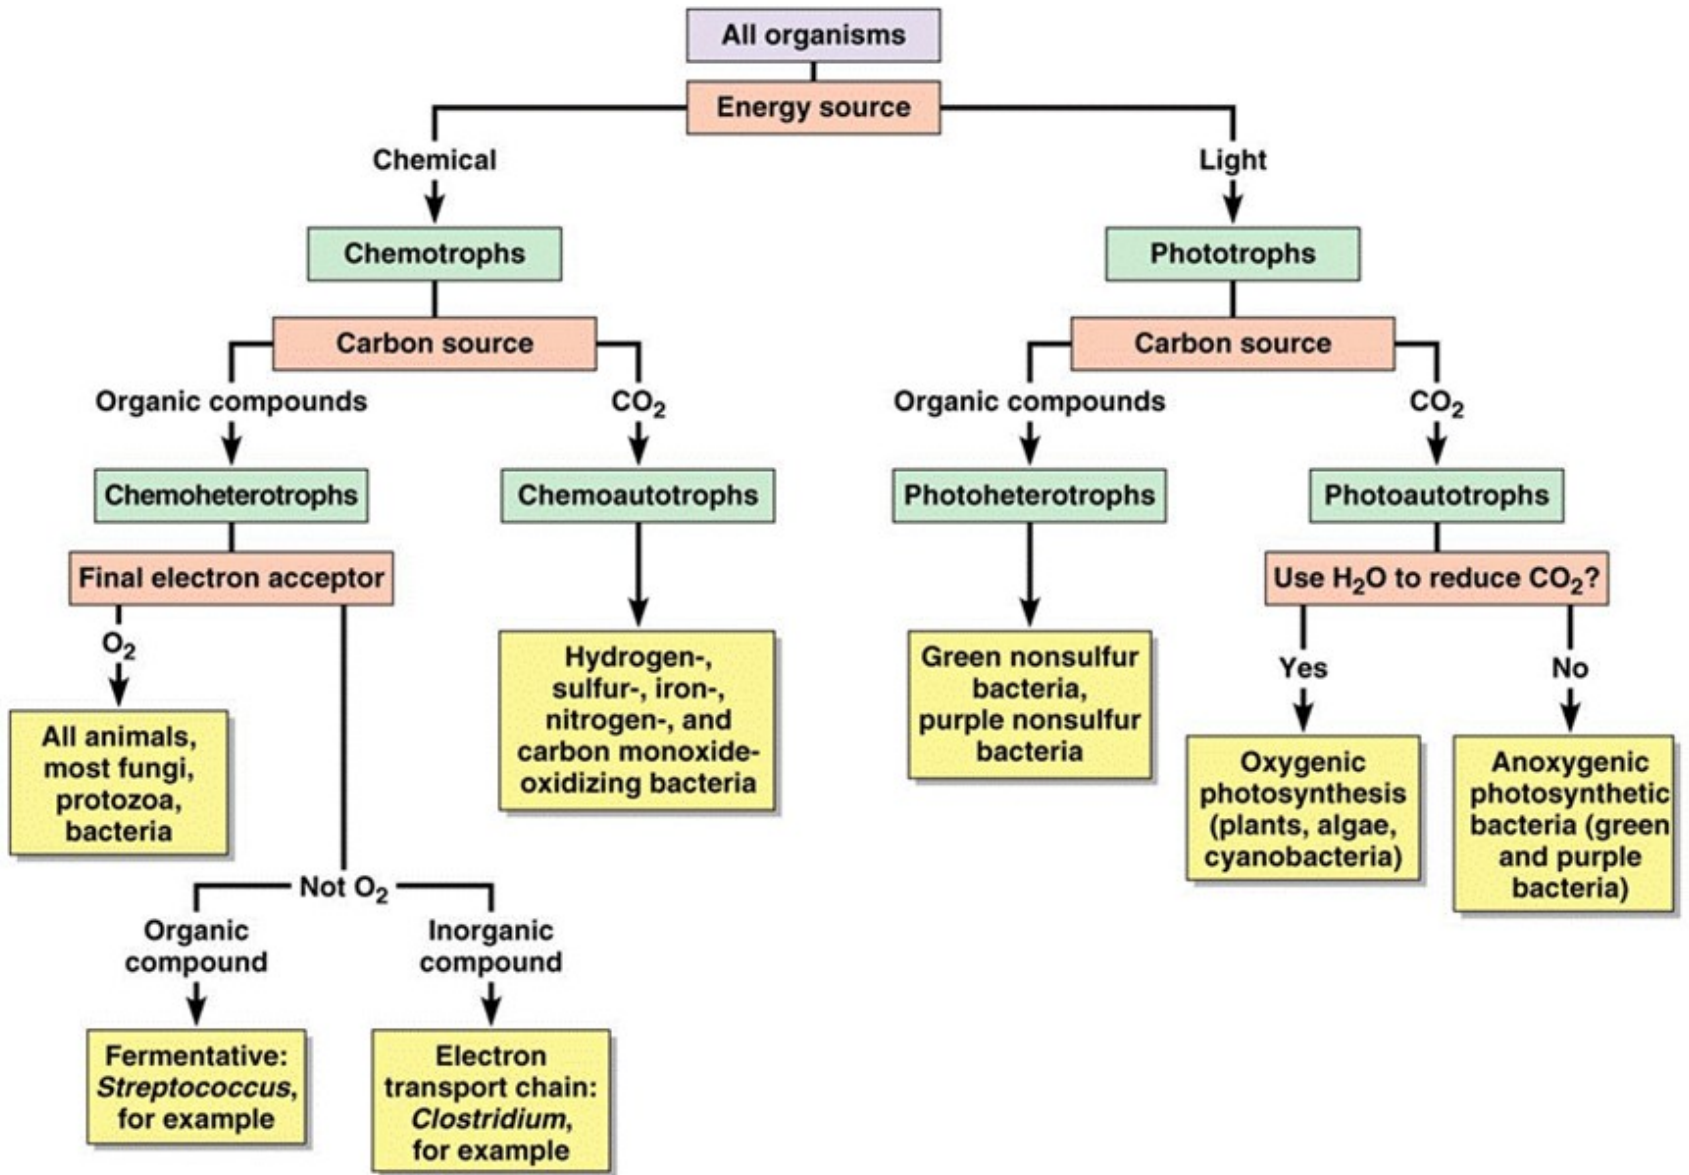 All organisms
Energy source
Chemical
Light
Chemotrophs
Phototrophs
Carbon source
Carbon source
Organic compounds
CO₂
Organic compounds
CO₂
Chemoheterotrophs
Chemoautotrophs
Photoheterotrophs
Photoautotrophs
Final electron acceptor
Use H₂O to reduce CO₂?
O₂
All animals,
most fungi,
protozoa,
bacteria
Hydrogen-,
sulfur-, iron-,
nitrogen-, and
carbon monoxide-
oxidizing bacteria
Green nonsulfur
bacteria,
purple nonsulfur
bacteria
Yes
No
Oxygenic
photosynthesis
(plants, algae,
cyanobacteria)
Anoxygenic
photosynthetic
bacteria (green
and purple
bacteria)
Not O₂
Organic
compound
Inorganic
compound
Fermentative:
Streptococcus,
for example
Electron
transport chain:
Clostridium,
for example